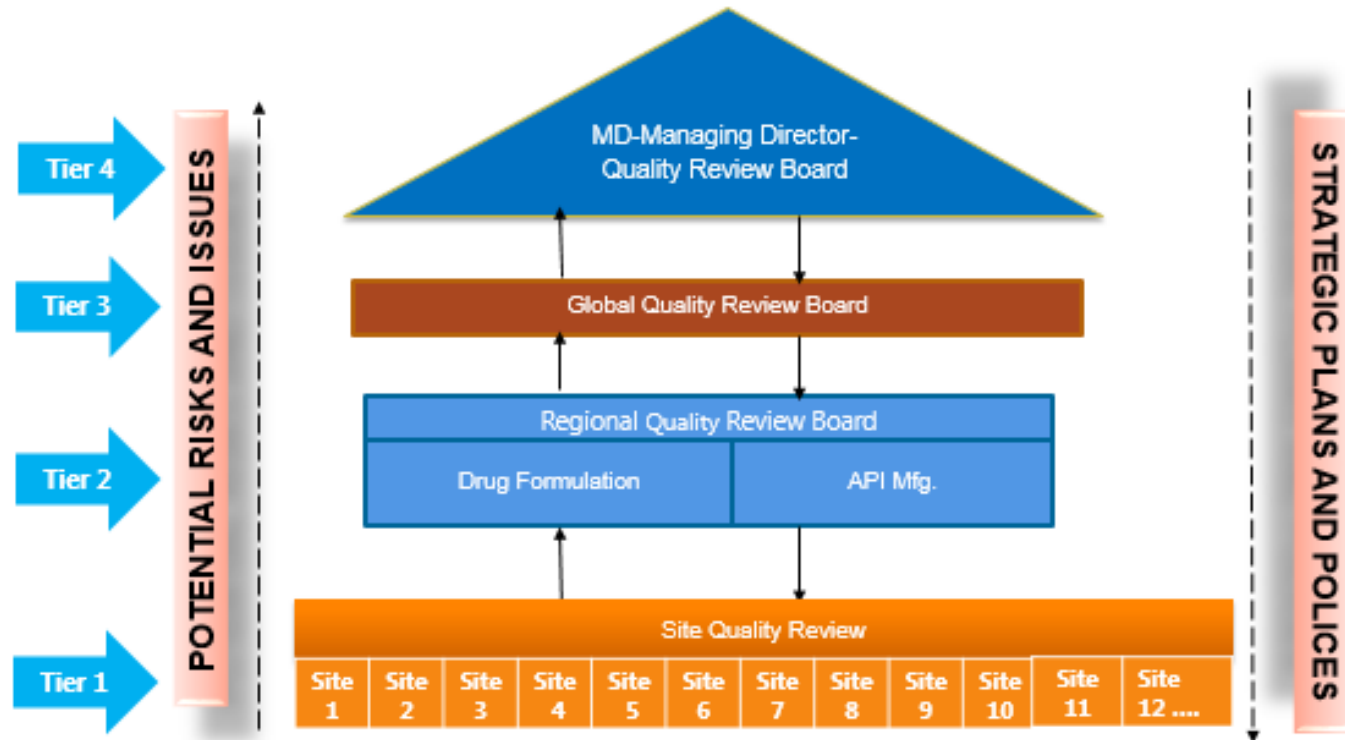 MD-Managing Director-
Quality Review Board
Tier 4
POTENTIAL RISKS AND ISSUES
STRATEGIC PLANS AND POLICES
Tier 3
Global Quality Review Board
Regional Quality Review Board
Tier 2
Drug Formulation
API Mfg.
Site Quality Review
Tier 1
Site
1
Site
2
Site
3
Site
4
Site
5
Site
6
Site
7
Site
8
Site
9
Site
10
Site
11
Site
12 ....